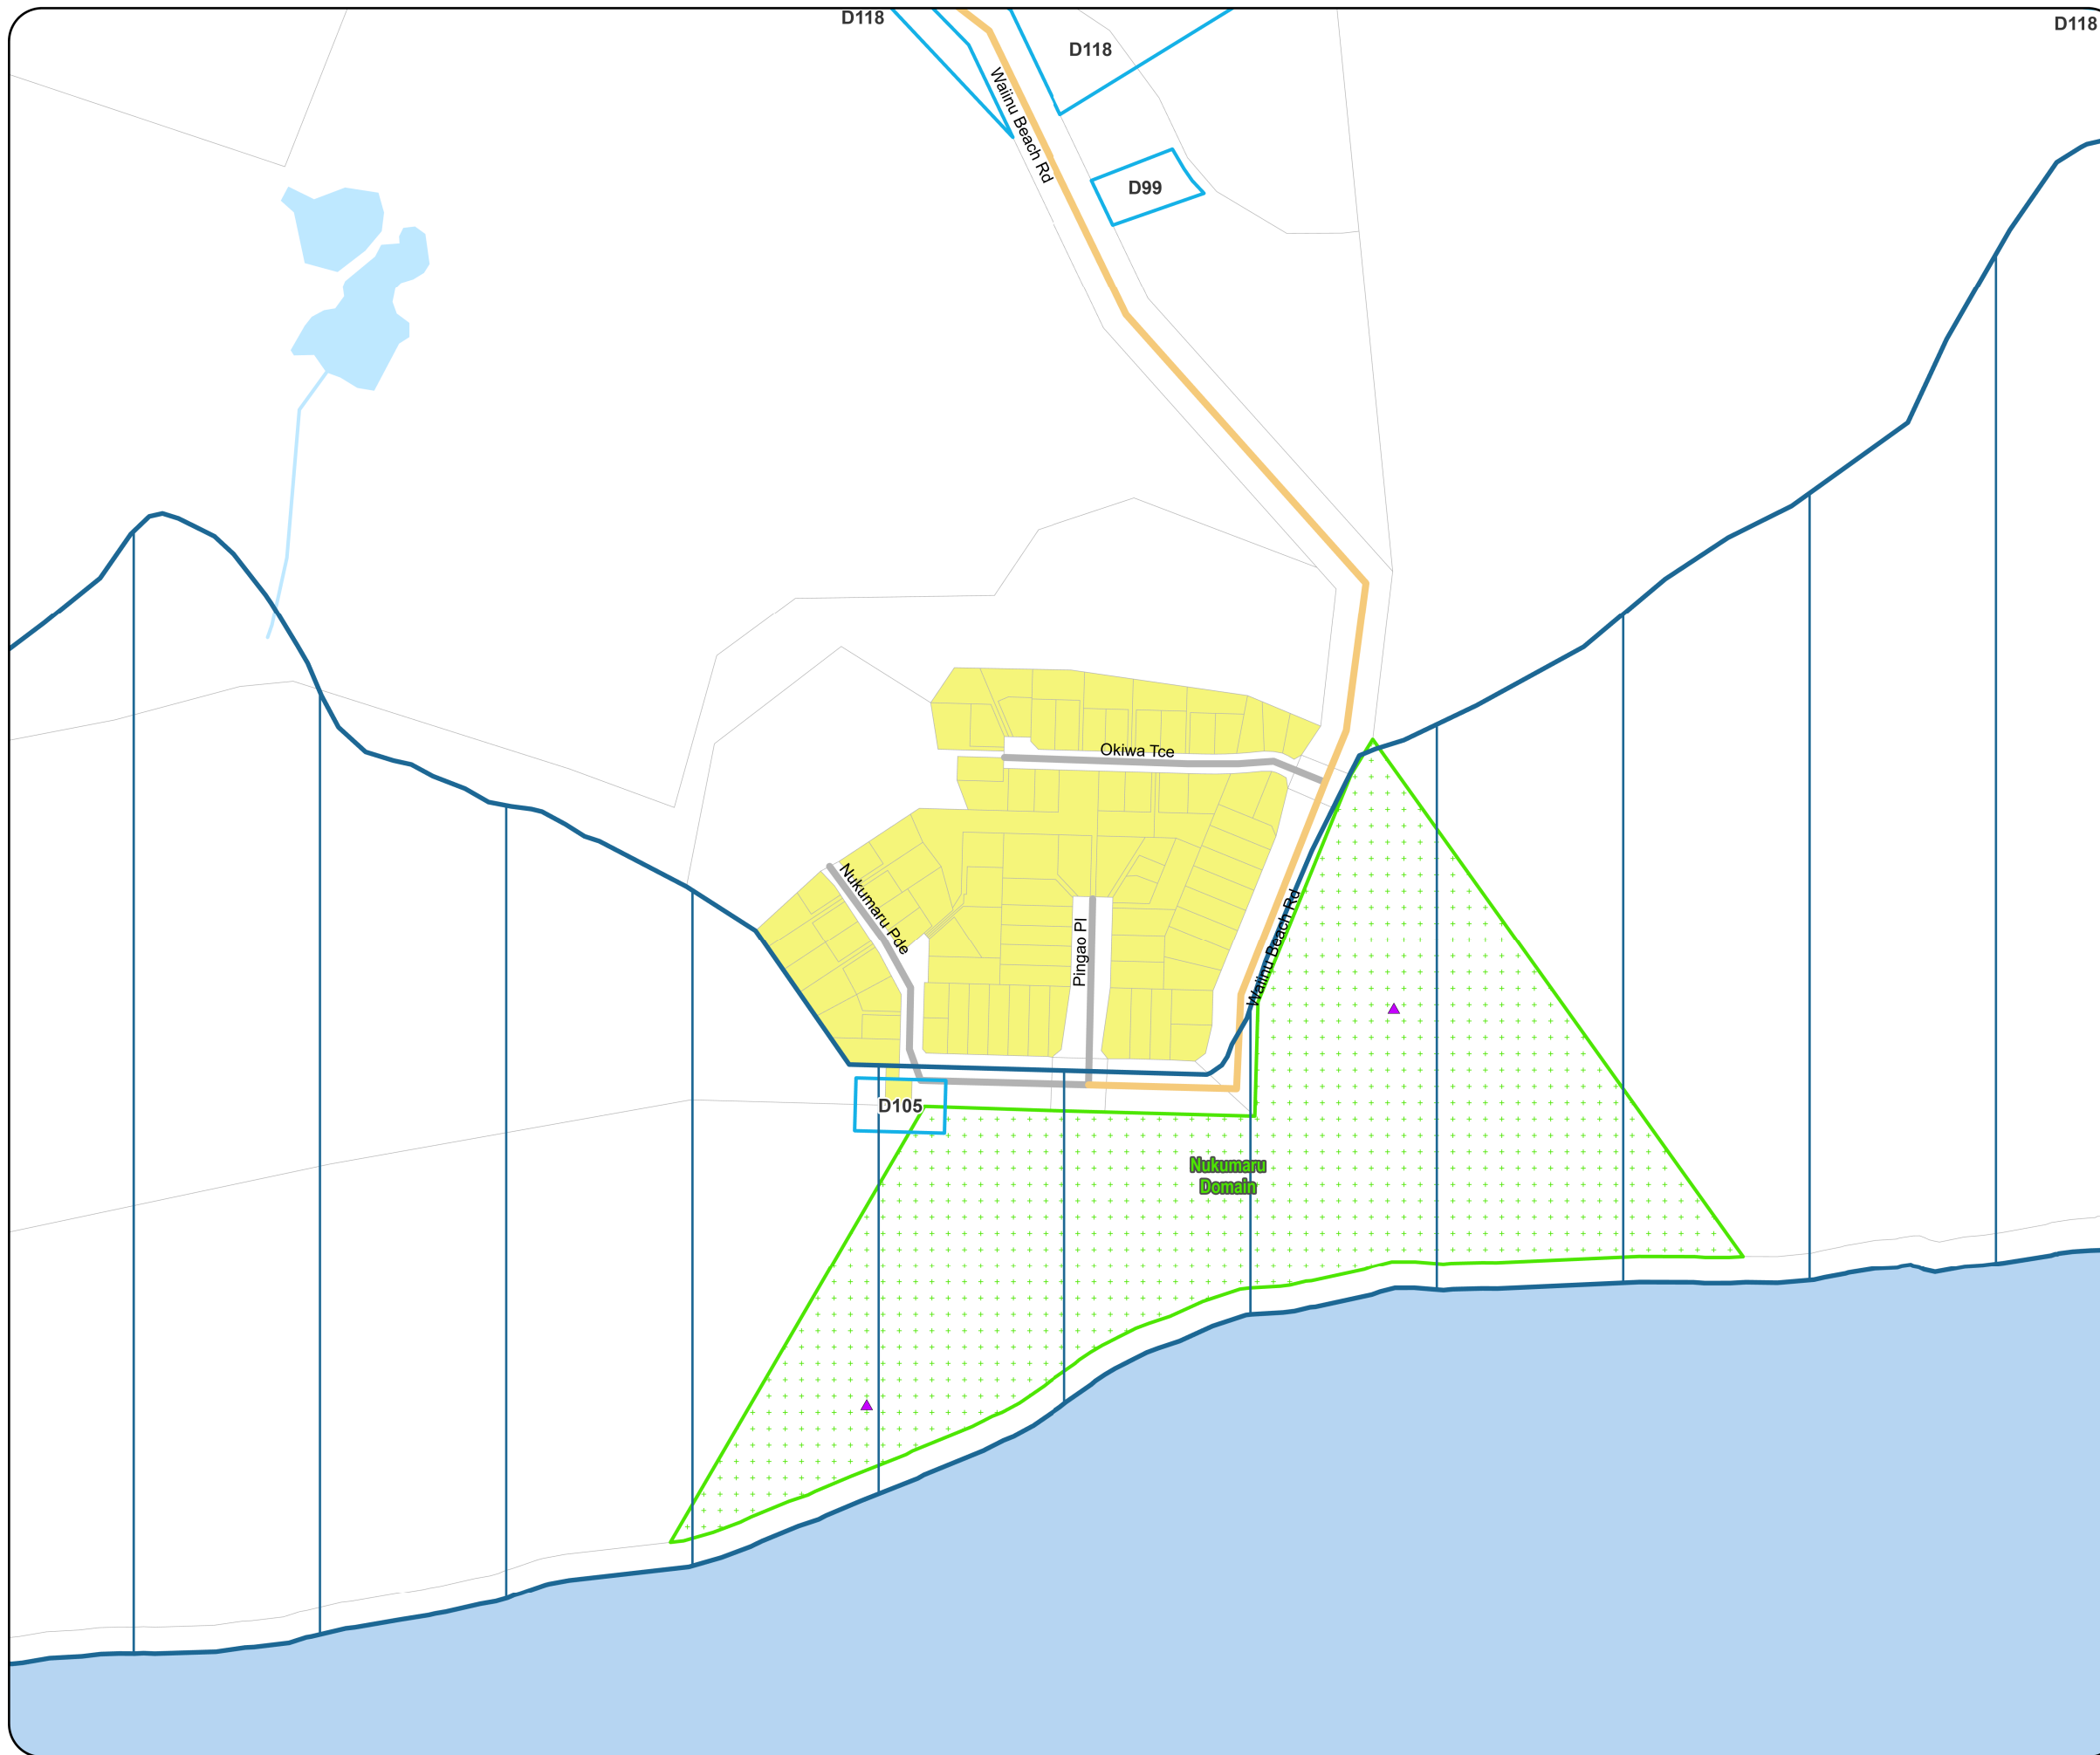 D118
D118
D118
Waiinu Beach Rd
D99
Okiwa Tce
Nukumaru Pde
Pingao Pl
Waiinu Beach Rd
D105
Nukumaru
Domain